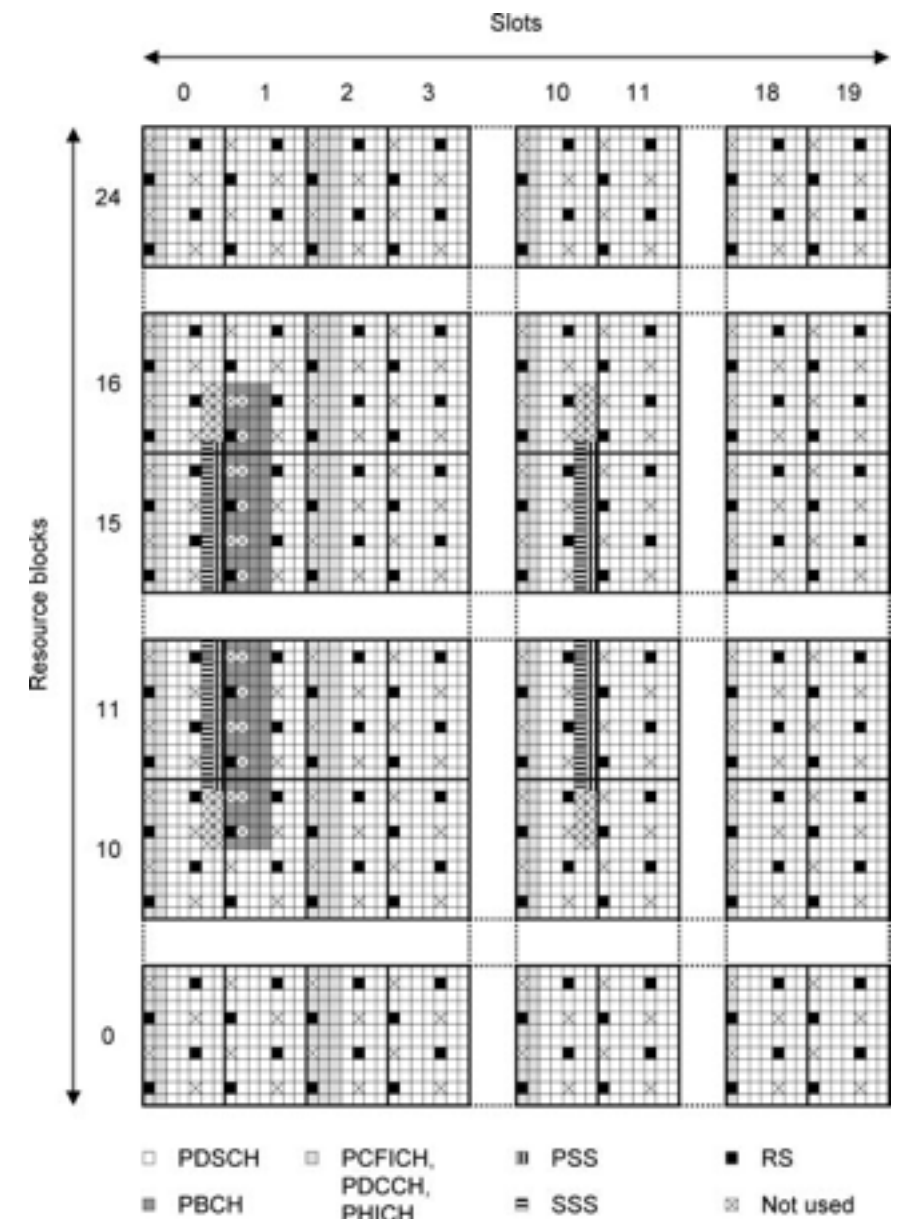 Slots
0 1 2 3 10 11 18 19
24
16
15
11
10
0
Resource blocks
PDSCH PCFICH, PSS RS
PDCCH,
PBCH PHICH SSS Not used